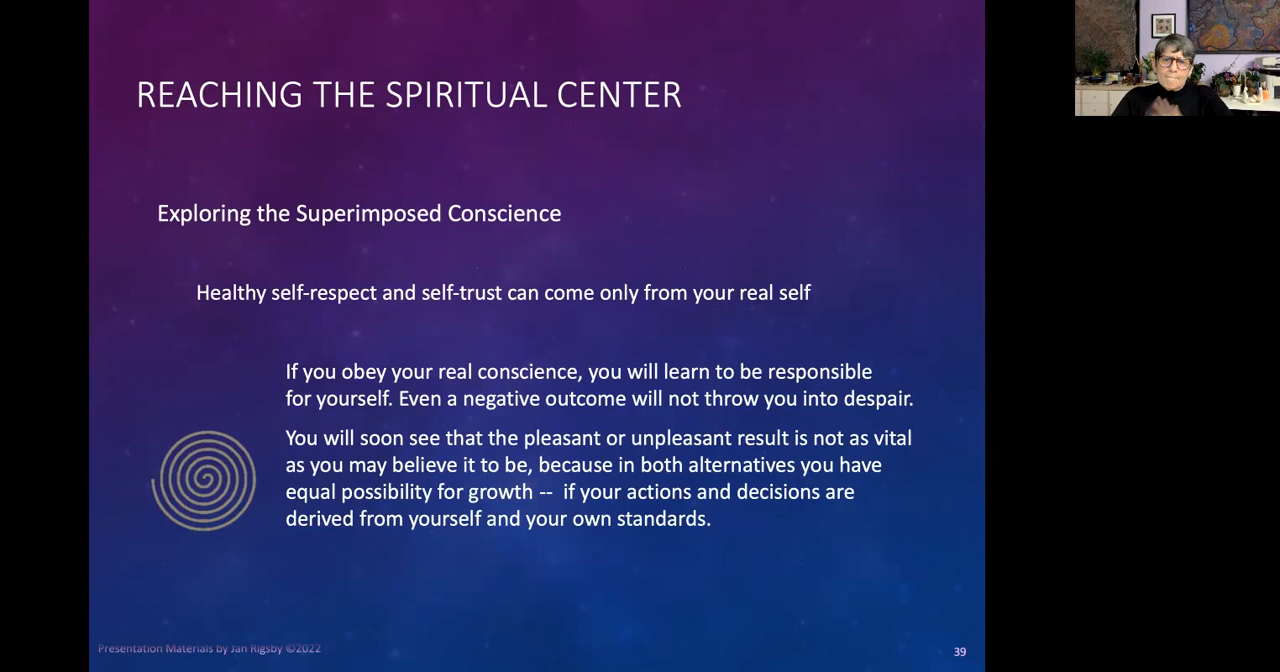 REACHING THE SPIRITUAL CENTER
Exploring the Superimposed Conscience
Healthy self-respect and self-trust can come only from your real self
If you obey your real conscience, you will learn to be responsible
for yourself. Even a negative outcome will not throw you into despair.
You will soon see that the pleasant or unpleasant result is not as vital
as you may believe it to be, because in both alternatives you have
equal possibility for growth --  if your actions and decisions are
derived from yourself and your own standards.
Presentation Materials by Jan Rigsby ©2022
39